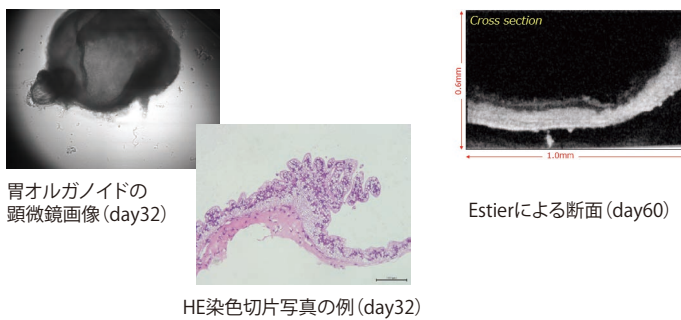 Cross section
0.6mm
1.0mm
胃オルガノイドの
顕微鏡画像(day32)
Estierによる断面(day60)
HE染色切片写真の例(day32)